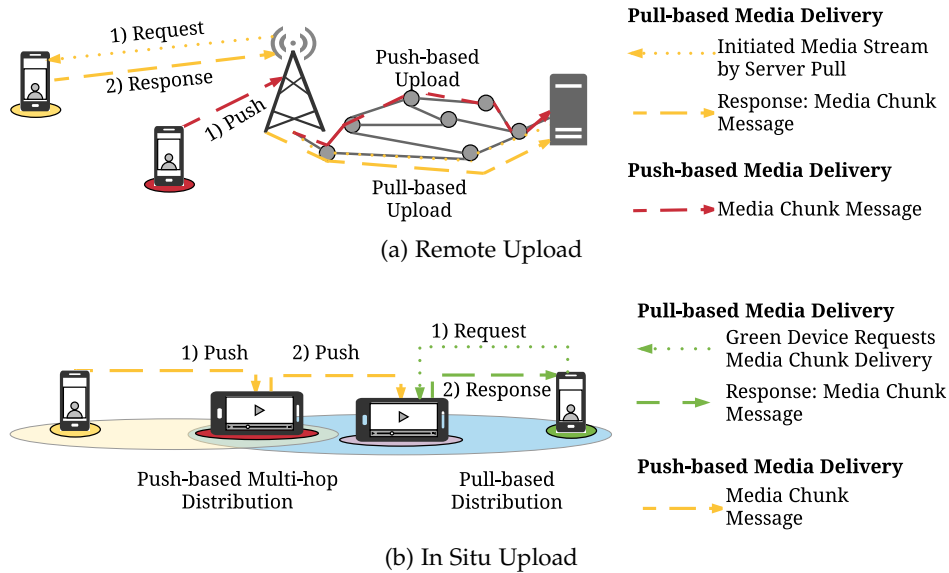 1) Request
2) Response
1) Push
Push-based
Upload
Pull-based
Upload
Pull-based Media Delivery
Initiated Media Stream
by Server Pull
Response: Media Chunk
Message
Push-based Media Delivery
Media Chunk Message
(a) Remote Upload
1) Push
2) Push
1) Request
2) Response
Push-based Multi-hop
Distribution
Pull-based
Distribution
Pull-based Media Delivery
Green Device Requests
Media Chunk Delivery
Response: Media Chunk
Message
Push-based Media Delivery
Media Chunk
Message
(b) In Situ Upload